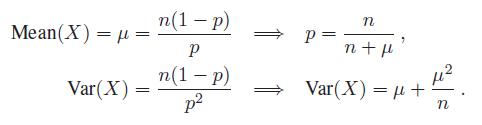 Mean(X) = μ = n(1 − p)/p ⟹ p = n/(n + μ) ,
Var(X) = n(1 − p)/p² ⟹ Var(X) = μ + μ²/n .